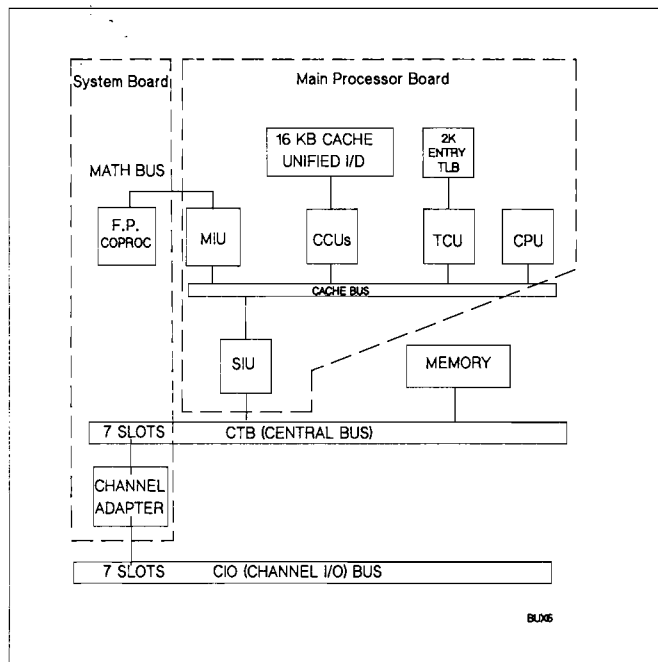 System Board
Main Processor Board
16 KB CACHE
UNIFIED I/D
2K
ENTRY
TLB
MATH BUS
F.P.
COPROC
MIU
CCUs
TCU
CPU
CACHE BUS
SIU
MEMORY
7 SLOTS CTB (CENTRAL BUS)
CHANNEL
ADAPTER
7 SLOTS CIO (CHANNEL I/O) BUS